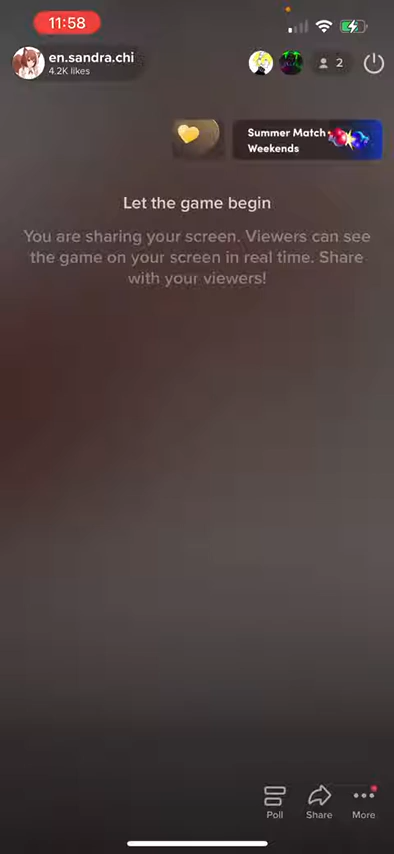 11:58
en.sandra.chi
4.2K likes
2
Summer Match
Weekends
Let the game begin
You are sharing your screen. Viewers can see
the game on your screen in real time. Share
with your viewers!
Poll
Share
More